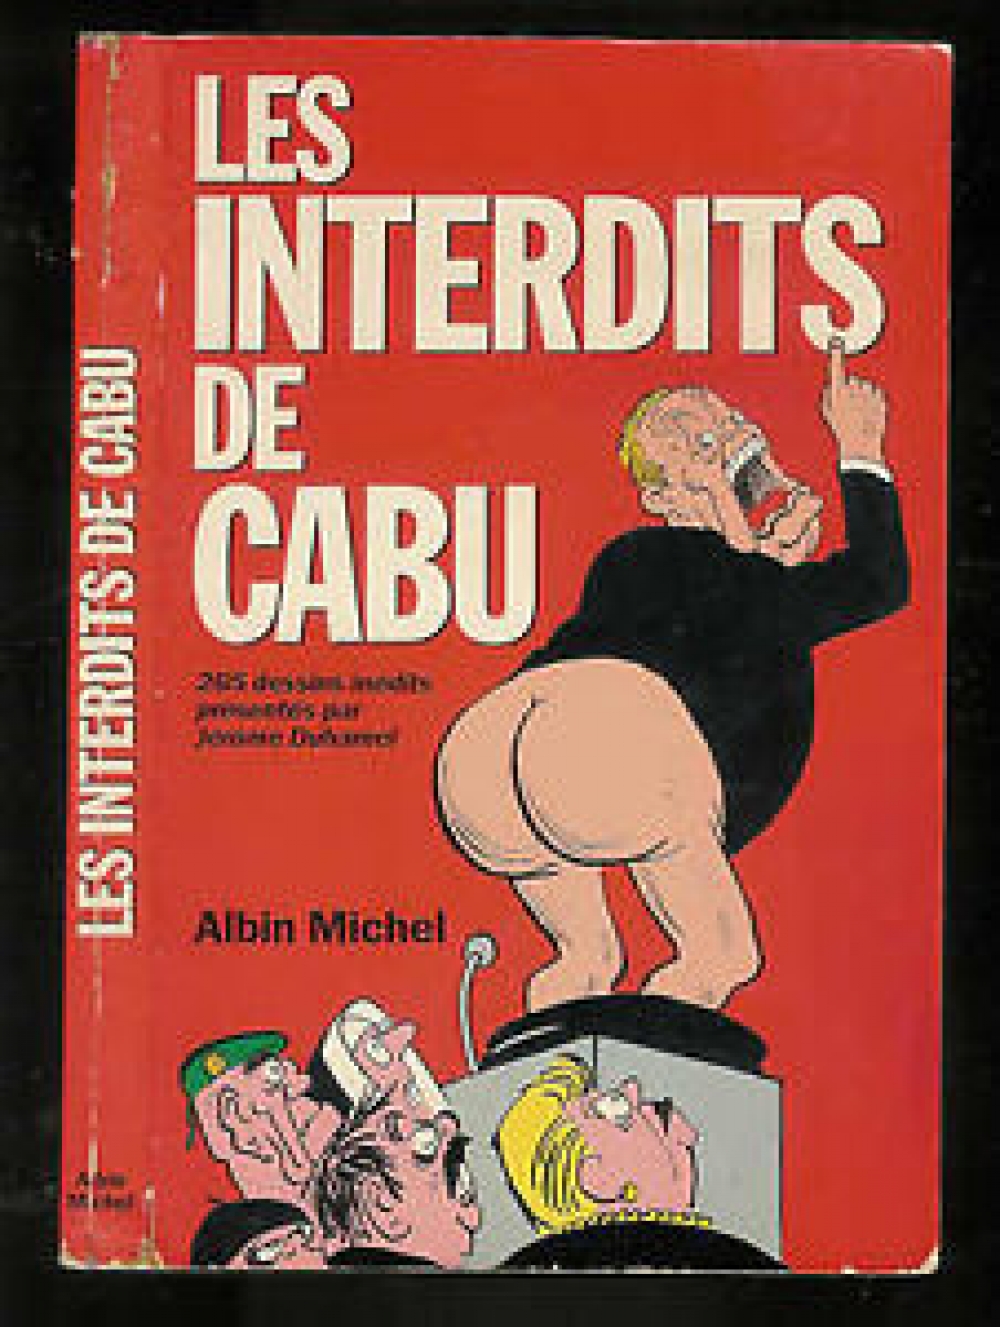 LES
INTERDITS
DE
CABU
265 dessins inédits
présentés par
Jérôme Duhamel
Albin Michel
LES INTERDITS DE CABU
Albin
Michel